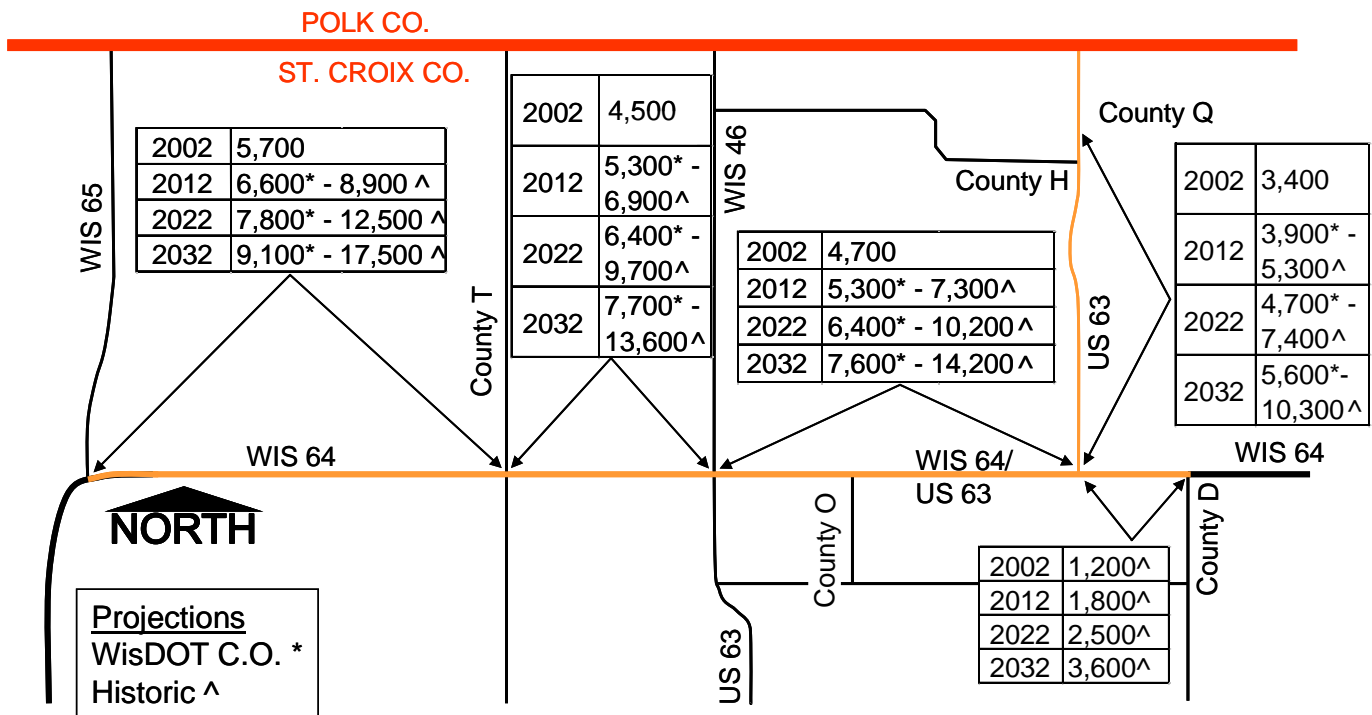 POLK CO.
ST. CROIX CO.
WIS 65
2002 5,700
2012 6,600* - 8,900 ^
2022 7,800* - 12,500 ^
2032 9,100* - 17,500 ^
County T
2002 4,500
2012 5,300* -
6,900^
2022 6,400* -
9,700^
2032 7,700* -
13,600^
WIS 46
County H
2002 4,700
2012 5,300* - 7,300^
2022 6,400* - 10,200 ^
2032 7,600* - 14,200 ^
County Q
US 63
2002 3,400
2012 3,900* -
5,300^
2022 4,700* -
7,400^
2032 5,600*-
10,300^
WIS 64
WIS 64/
US 63
WIS 64
NORTH
County O
County D
US 63
2002 1,200^
2012 1,800^
2022 2,500^
2032 3,600^
Projections
WisDOT C.O. *
Historic ^